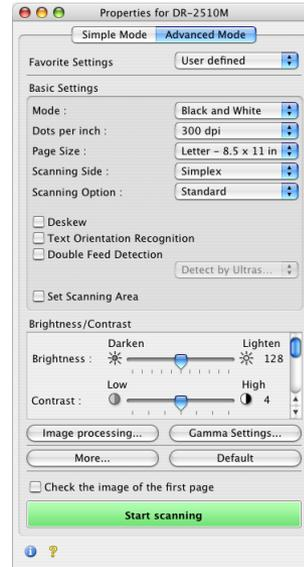 Properties for DR-2510M
Simple Mode Advanced Mode
Favorite Settings User defined
Basic Settings
Mode : Black and White
Dots per inch : 300 dpi
Page Size : Letter - 8.5 x 11 in
Scanning Side : Simplex
Scanning Option : Standard
Deskew
Text Orientation Recognition
Double Feed Detection
Detect by Ultras...
Set Scanning Area
Brightness/Contrast
Darken Lighten
Brightness : 128
Low High
Contrast : 4
Image processing... Gamma Settings...
More... Default
Check the image of the first page
Start scanning